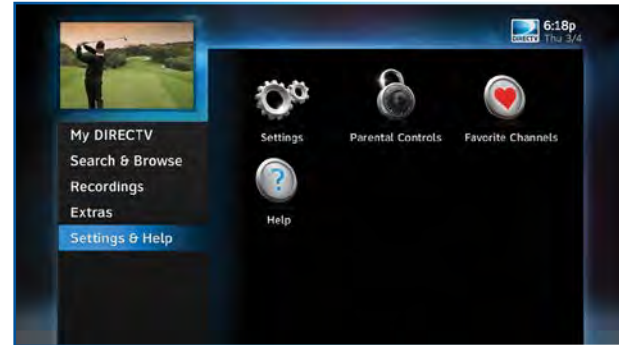 6:18p
DIRECTV Thu 3/4
My DIRECTV
Search & Browse
Recordings
Extras
Settings & Help
Settings
Parental Controls
Favorite Channels
?
Help